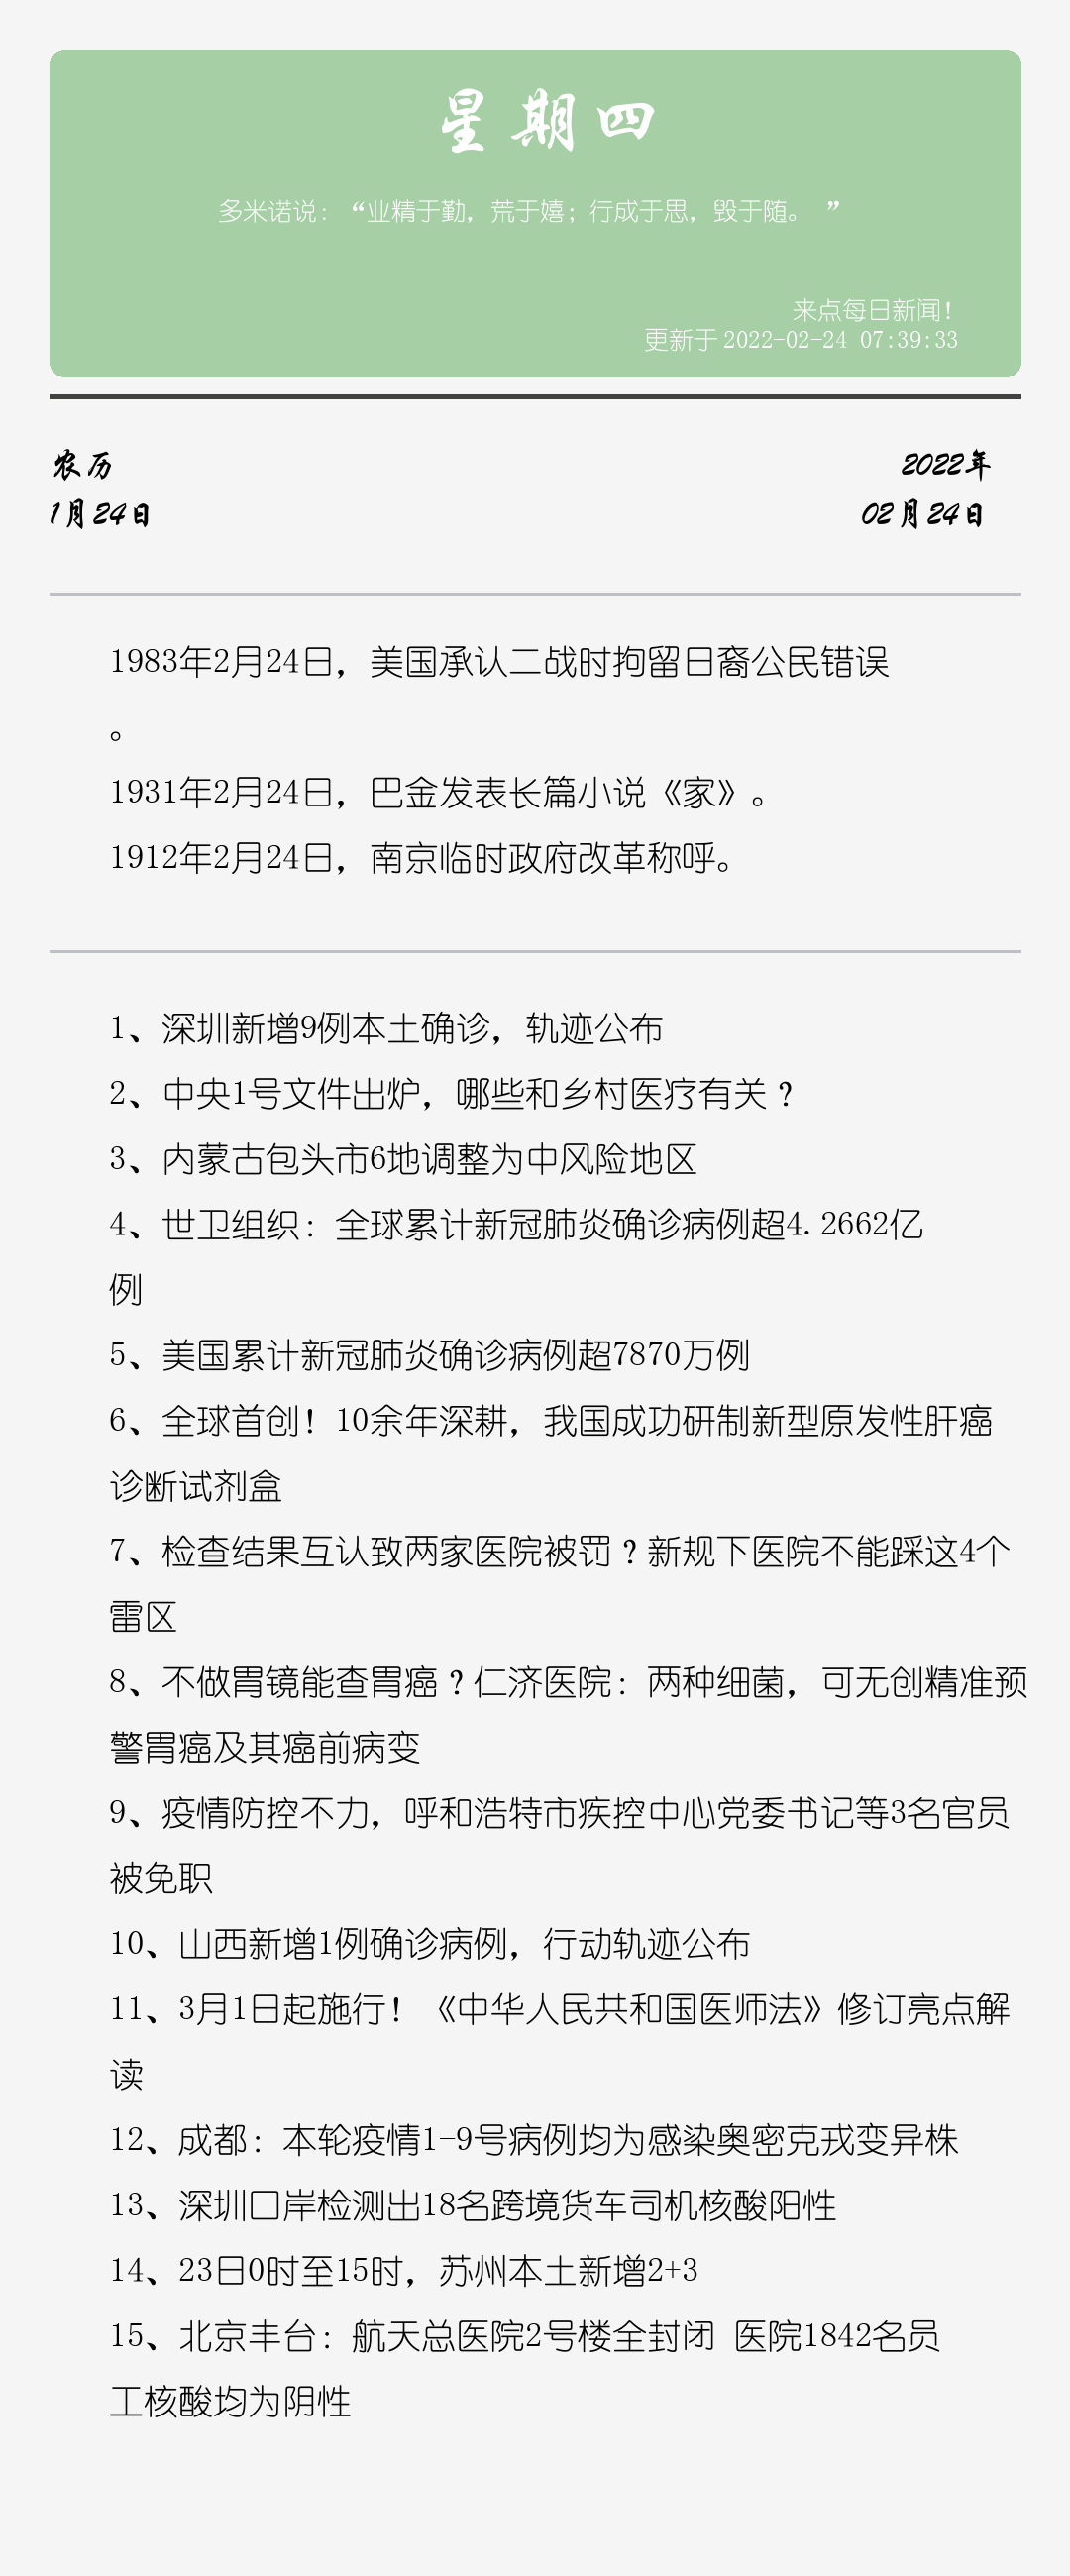 星期四
多米诺说：“业精于勤，荒于嬉；行成于思，毁于随。”
来点每日新闻！
更新于 2022-02-24 07:39:33
农历
2022年
1月24日
02月24日
1983年2月24日，美国承认二战时拘留日裔公民错误
。
1931年2月24日，巴金发表长篇小说《家》。
1912年2月24日，南京临时政府改革称呼。
1、深圳新增9例本土确诊，轨迹公布
2、中央1号文件出炉，哪些和乡村医疗有关？
3、内蒙古包头市6地调整为中风险地区
4、世卫组织：全球累计新冠肺炎确诊病例超4.2662亿
例
5、美国累计新冠肺炎确诊病例超7870万例
6、全球首创！10余年深耕，我国成功研制新型原发性肝癌
诊断试剂盒
7、检查结果互认致两家医院被罚？新规下医院不能踩这4个
雷区
8、不做胃镜能查胃癌？仁济医院：两种细菌，可无创精准预
警胃癌及其癌前病变
9、疫情防控不力，呼和浩特市疾控中心党委书记等3名官员
被免职
10、山西新增1例确诊病例，行动轨迹公布
11、3月1日起施行！《中华人民共和国医师法》修订亮点解
读
12、成都：本轮疫情1-9号病例均为感染奥密克戎变异株
13、深圳口岸检测出18名跨境货车司机核酸阳性
14、23日0时至15时，苏州本土新增2+3
15、北京丰台：航天总医院2号楼全封闭 医院1842名员
工核酸均为阴性